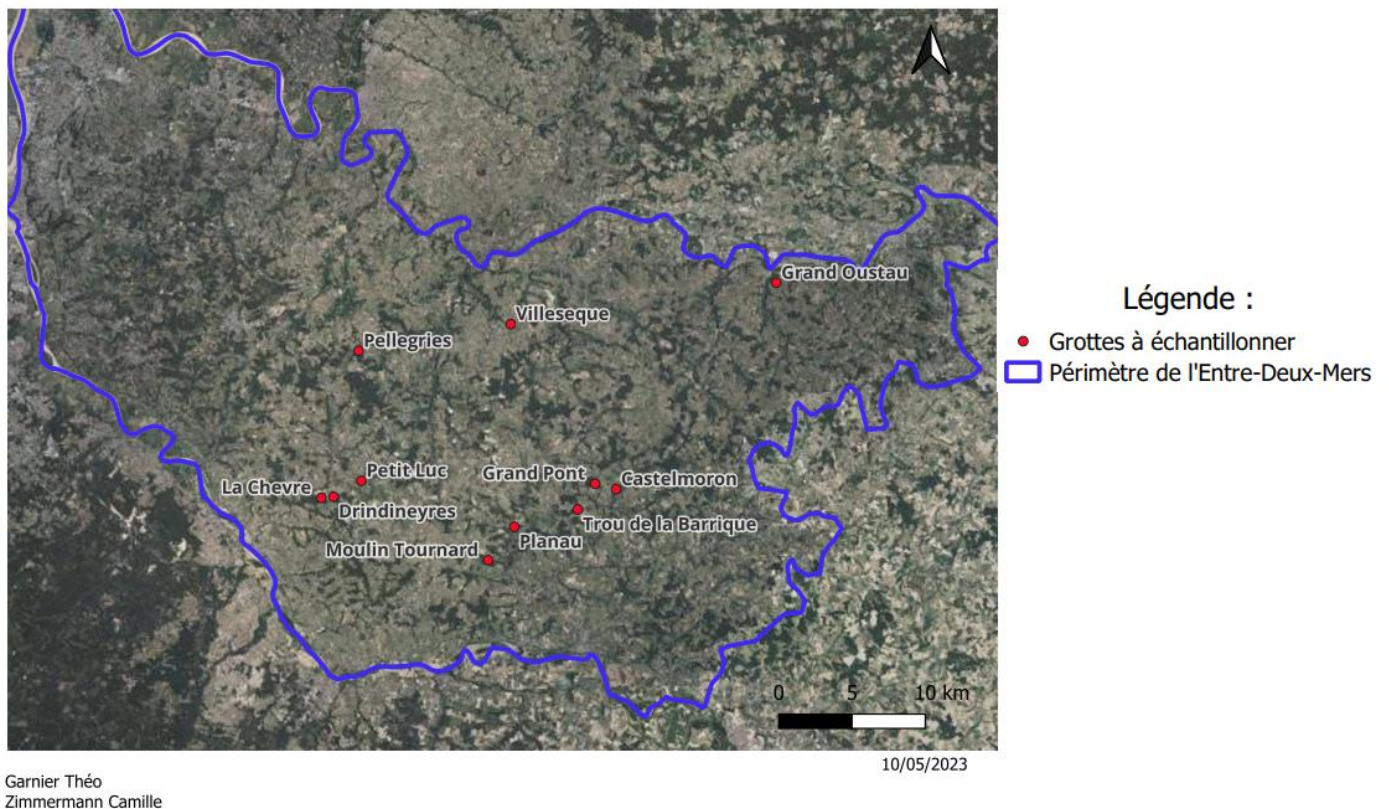 Grand Oustau
Villeseque
Pellegries
Petit Luc
Grand Pont
Castelmoron
La Chevre
Drindineyres
Trou de la Barrique
Planau
Moulin Tournard
0 5 10 km
Légende :
Grottes à échantillonner
Périmètre de l'Entre-Deux-Mers
10/05/2023
Garnier Théo
Zimmermann Camille